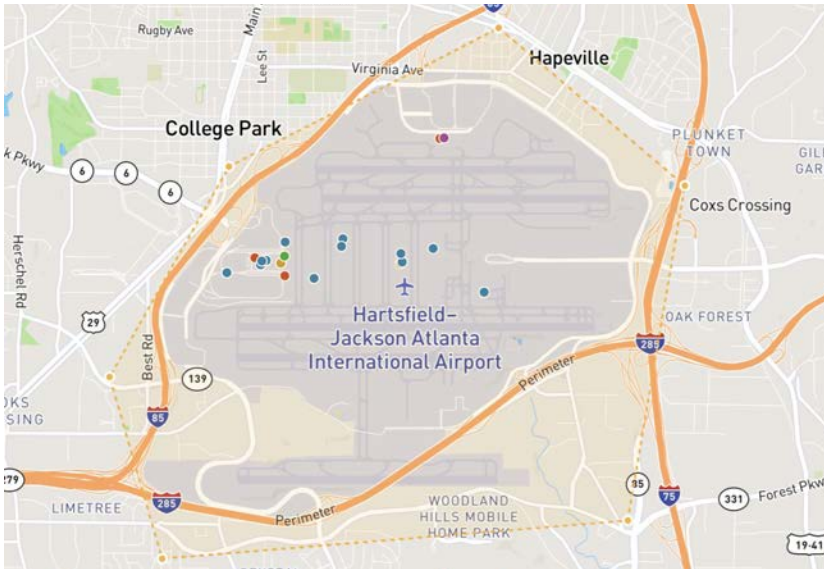 Main
85
Rugby Ave
Hapeville
Lee St
Virginia Ave
College Park
PLUNKET
TOWN
k Pkwy
6
6
6
GIL
GAR
Coxs Crossing
Herschel Rd
29
Hartsfield–
Jackson Atlanta
International Airport
OAK FOREST
285
Best Rd
139
Perimeter
OKS
SING
85
279
85
75
331
Forest Pkw
LIMETREE
285
Perimeter
WOODLAND
HILLS MOBILE
HOME PARK
19-41